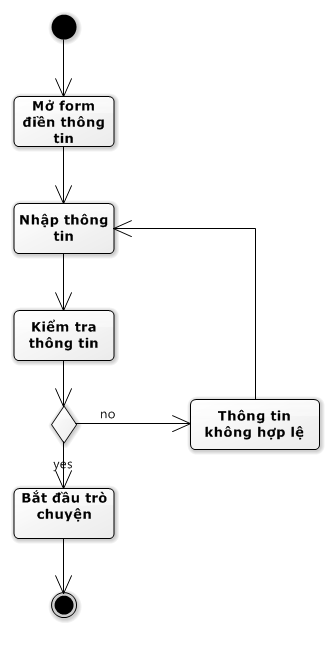 Mở form
điền thông
tin
Nhập thông
tin
Kiểm tra
thông tin
no
Thông tin
không hợp lệ
yes
Bắt đầu trò
chuyện